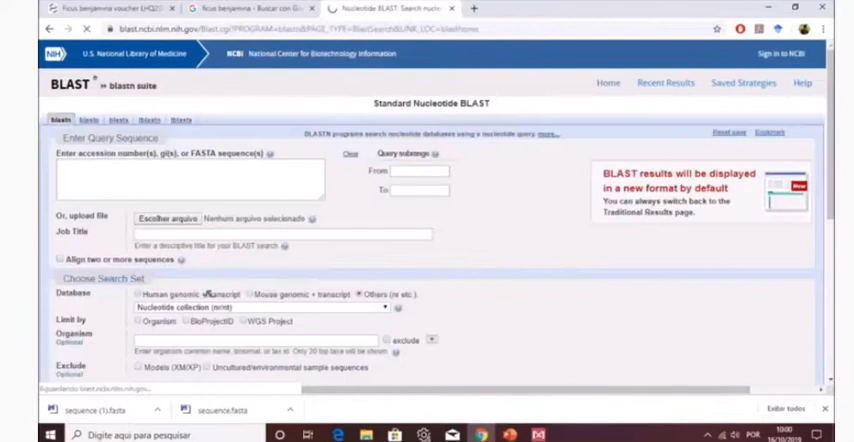 Ficus benjamina voucher LHQ2
ficus benjamina - Buscar con Go
Nucleotide BLAST: Search nucle
blast.ncbi.nlm.nih.gov/Blast.cgi?PROGRAM=blastn&PAGE_TYPE=BlastSearch&LINK_LOC=blasthome
NIH U.S. National Library of Medicine NCBI National Center for Biotechnology Information Sign in to NCBI
BLAST ® » blastn suite Home Recent Results Saved Strategies Help
Standard Nucleotide BLAST
blastn blastp blastx tblastn tblastx
Enter Query Sequence
BLASTN programs search nucleotide databases using a nucleotide query. more...
Reset page Bookmark
Enter accession number(s), gi(s), or FASTA sequence(s) Clear Query subrange
From
To
BLAST results will be displayed
in a new format by default
You can always switch back to the
Traditional Results page.
New
Or, upload file Escolher arquivo Nenhum arquivo selecionado
Job Title
Enter a descriptive title for your BLAST search
Align two or more sequences
Choose Search Set
Database Human genomic + transcript Mouse genomic + transcript Others (nr etc.)
Nucleotide collection (nr/nt)
Limit by Organism BioProjectID WGS Project
Organism
Optional
exclude +
Enter organism common name, binomial, or tax id. Only 20 top taxa will be shown.
Exclude
Optional
Models (XM/XP) Uncultured/environmental sample sequences
Aguardando blast.ncbi.nlm.nih.gov...
sequence (1).fasta sequence.fasta Exibir todos
Digite aqui para pesquisar POR 10:00
16/10/2019